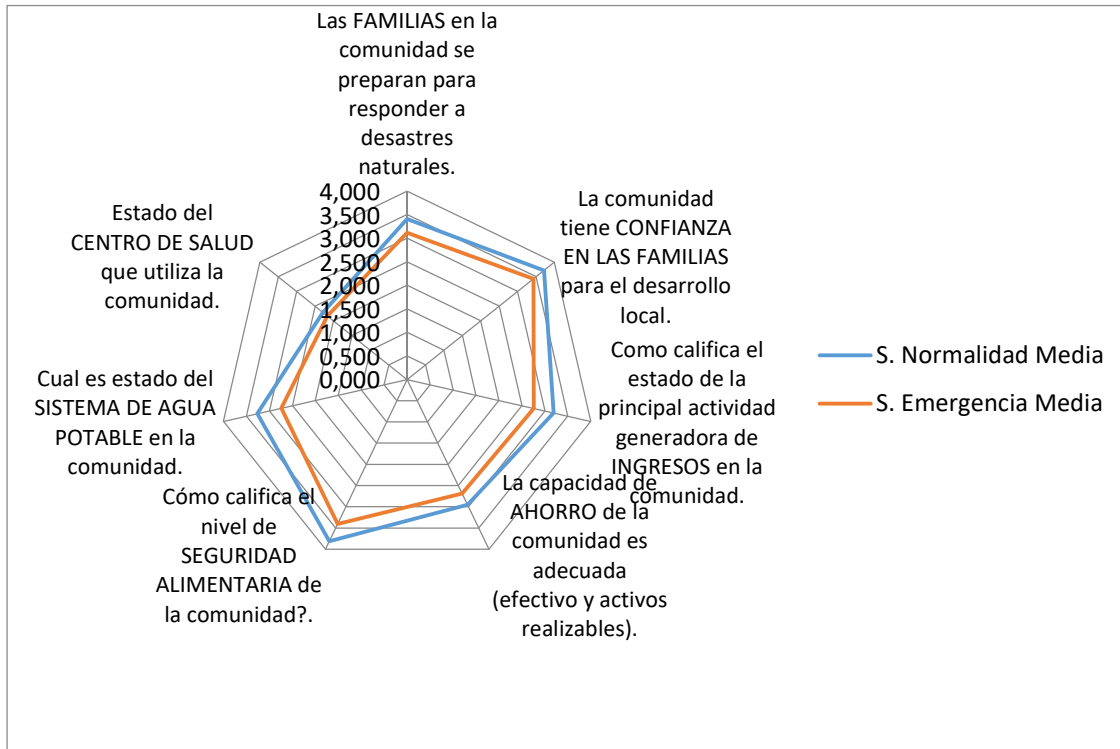 Las FAMILIAS en la
comunidad se
preparan para
responder a
desastres
naturales.
4,000
3,500
3,000
2,500
2,000
1,500
1,000
0,500
0,000
La comunidad
tiene CONFIANZA
EN LAS FAMILIAS
para el desarrollo
local.
Como califica el
estado de la
principal actividad
generadora de
INGRESOS en la
comunidad.
La capacidad de
AHORRO de la
comunidad es
adecuada
(efectivo y activos
realizables).
Cómo califica el
nivel de
SEGURIDAD
ALIMENTARIA de
la comunidad?.
Cual es estado del
SISTEMA DE AGUA
POTABLE en la
comunidad.
Estado del
CENTRO DE SALUD
que utiliza la
comunidad.
S. Normalidad Media
S. Emergencia Media